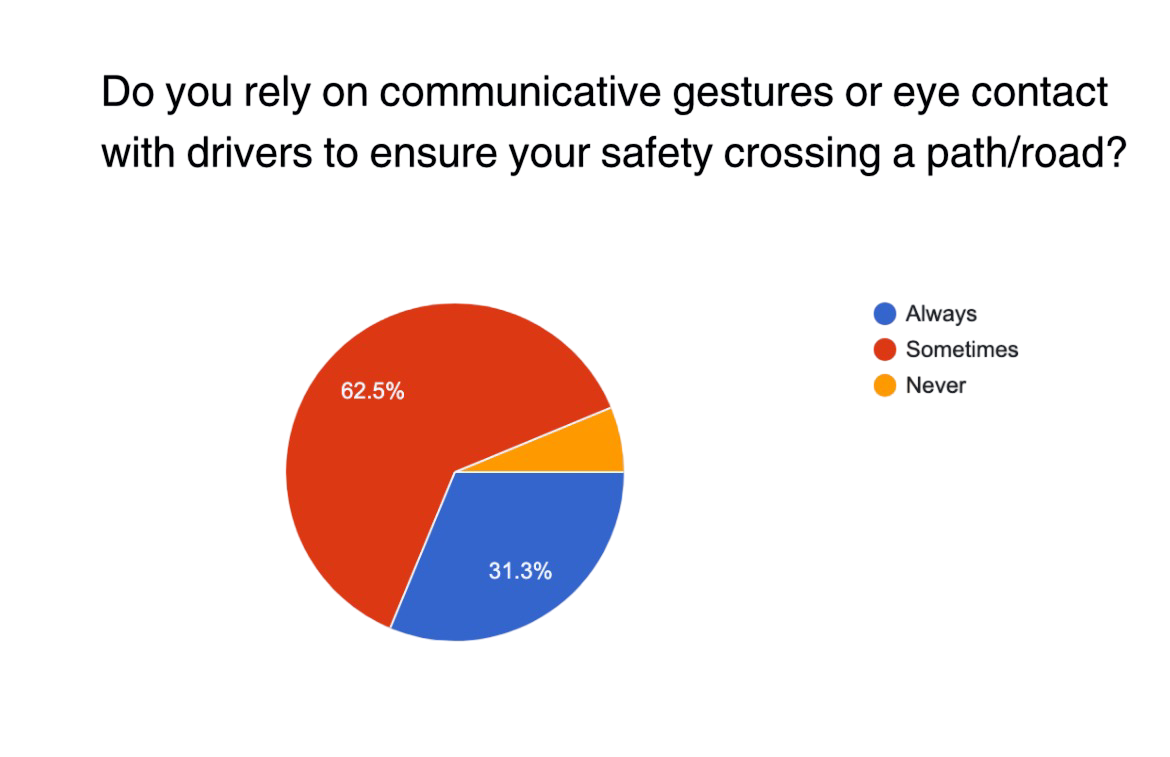 Do you rely on communicative gestures or eye contact
with drivers to ensure your safety crossing a path/road?
Always
Sometimes
Never
62.5%
31.3%